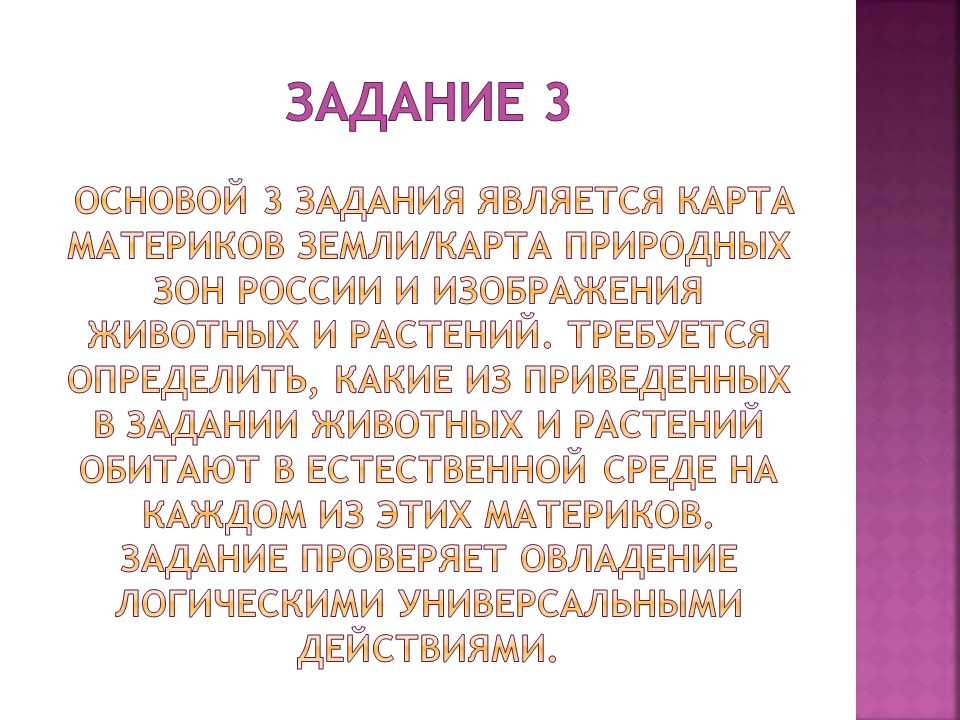 ЗАДАНИЕ 3
ОСНОВОЙ 3 ЗАДАНИЯ ЯВЛЯЕТСЯ КАРТА
МАТЕРИКОВ ЗЕМЛИ/КАРТА ПРИРОДНЫХ
ЗОН РОССИИ И ИЗОБРАЖЕНИЯ
ЖИВОТНЫХ И РАСТЕНИЙ. ТРЕБУЕТСЯ
ОПРЕДЕЛИТЬ, КАКИЕ ИЗ ПРИВЕДЕННЫХ
В ЗАДАНИИ ЖИВОТНЫХ И РАСТЕНИЙ
ОБИТАЮТ В ЕСТЕСТВЕННОЙ СРЕДЕ НА
КАЖДОМ ИЗ ЭТИХ МАТЕРИКОВ.
ЗАДАНИЕ ПРОВЕРЯЕТ ОВЛАДЕНИЕ
ЛОГИЧЕСКИМИ УНИВЕРСАЛЬНЫМИ
ДЕЙСТВИЯМИ.